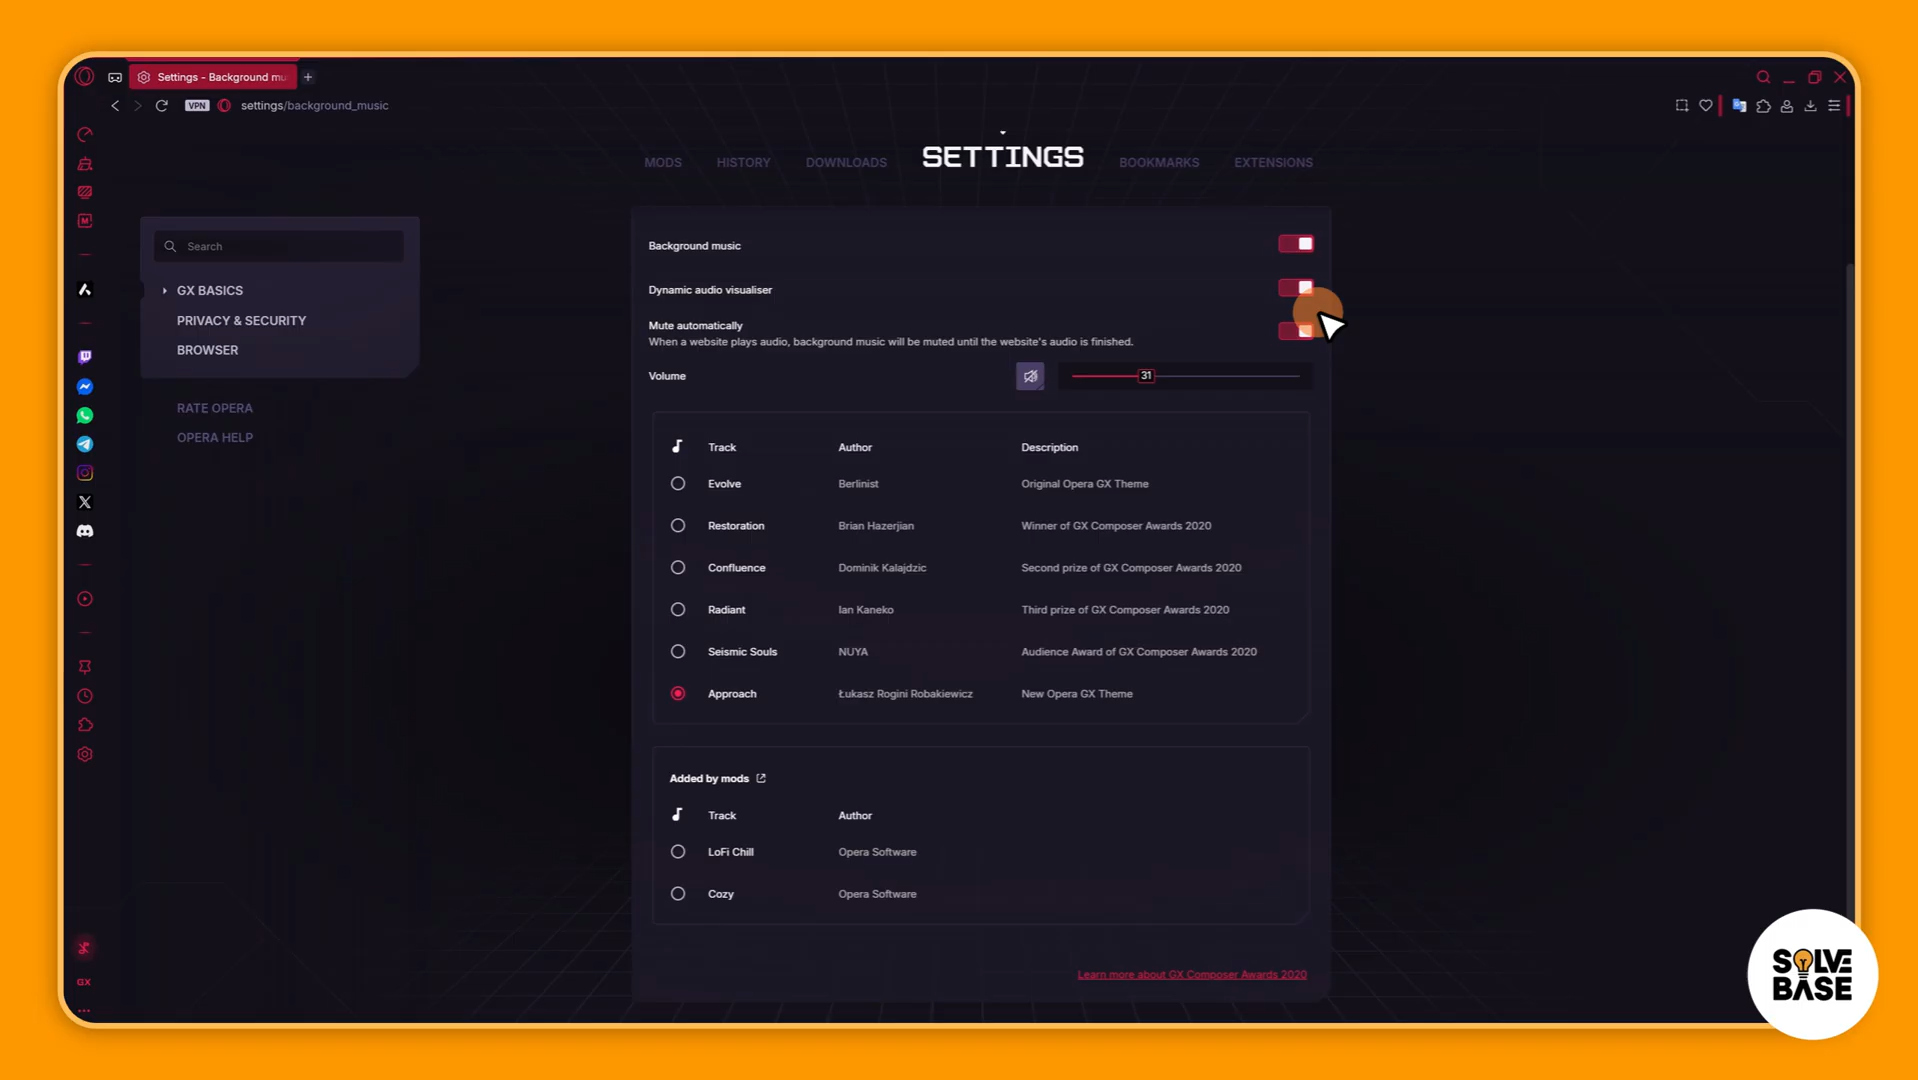 Settings - Background mu
VPN
settings/background_music
MODS
HISTORY
DOWNLOADS
SETTINGS
BOOKMARKS
EXTENSIONS
Search
GX BASICS
PRIVACY & SECURITY
BROWSER
RATE OPERA
OPERA HELP
Background music
Dynamic audio visualiser
Mute automatically
When a website plays audio, background music will be muted until the website's audio is finished.
Volume
31
Track Author Description
Evolve Berlinist Original Opera GX Theme
Restoration Brian Hazerjian Winner of GX Composer Awards 2020
Confluence Dominik Kalajdzic Second prize of GX Composer Awards 2020
Radiant Ian Kaneko Third prize of GX Composer Awards 2020
Seismic Souls NUYA Audience Award of GX Composer Awards 2020
Approach Łukasz Rogini Robakiewicz New Opera GX Theme
Added by mods
Track Author
LoFi Chill Opera Software
Cozy Opera Software
Learn more about GX Composer Awards 2020
GX
SOLVE
BASE